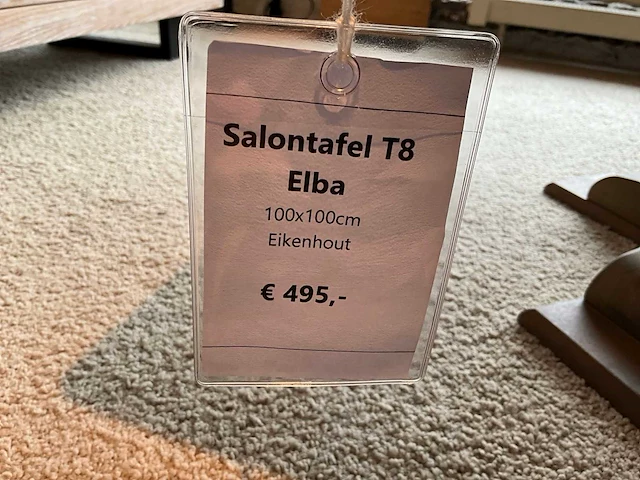 Salontafel T8
Elba
100x100cm
Eikenhout
€ 495,-